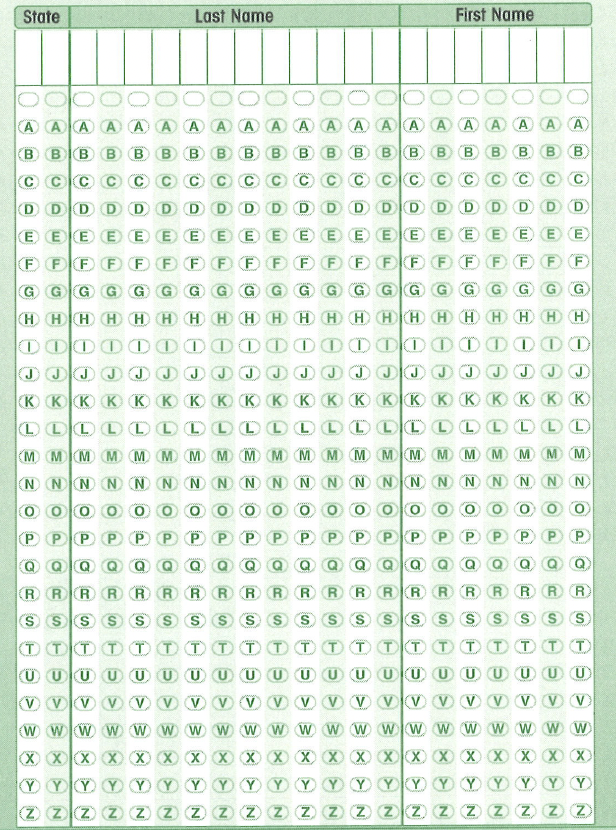 State Last Name First Name
A A A A A A A A A A A A A A A A A A A A A
B B B B B B B B B B B B B B B B B B B B B
C C C C C C C C C C C C C C C C C C C C C
D D D D D D D D D D D D D D D D D D D D D
E E E E E E E E E E E E E E E E E E E E E
F F F F F F F F F F F F F F F F F F F F F
G G G G G G G G G G G G G G G G G G G G G
H H H H H H H H H H H H H H H H H H H H H
I I I I I I I I I I I I I I I I I I I I I
J J J J J J J J J J J J J J J J J J J J J
K K K K K K K K K K K K K K K K K K K K K
L L L L L L L L L L L L L L L L L L L L L
M M M M M M M M M M M M M M M M M M M M M
N N N N N N N N N N N N N N N N N N N N N
O O O O O O O O O O O O O O O O O O O O O
P P P P P P P P P P P P P P P P P P P P P
Q Q Q Q Q Q Q Q Q Q Q Q Q Q Q Q Q Q Q Q Q
R R R R R R R R R R R R R R R R R R R R R
S S S S S S S S S S S S S S S S S S S S S
T T T T T T T T T T T T T T T T T T T T T
U U U U U U U U U U U U U U U U U U U U U
V V V V V V V V V V V V V V V V V V V V V
W W W W W W W W W W W W W W W W W W W W W
X X X X X X X X X X X X X X X X X X X X X
Y Y Y Y Y Y Y Y Y Y Y Y Y Y Y Y Y Y Y Y Y
Z Z Z Z Z Z Z Z Z Z Z Z Z Z Z Z Z Z Z Z Z